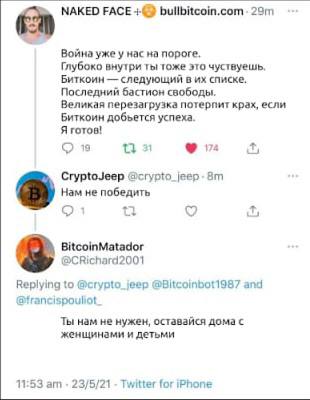 NAKED FACE+☣ bullbitcoin.com · 29m
Война уже у нас на пороге.
Глубоко внутри ты тоже это чуствуешь.
Биткоин — следующий в их списке.
Последний бастион свободы.
Великая перезагрузка потерпит крах, если
Биткоин добьется успеха.
Я готов!
19 31 174
CryptoJeep @crypto_jeep · 8m
Нам не победить
1
BitcoinMatador
@CRichard2001
Replying to @crypto_jeep @Bitcoinbot1987 and
@francispouliot_
Ты нам не нужен, оставайся дома с
женщинами и детьми
11:53 am · 23/5/21 · Twitter for iPhone